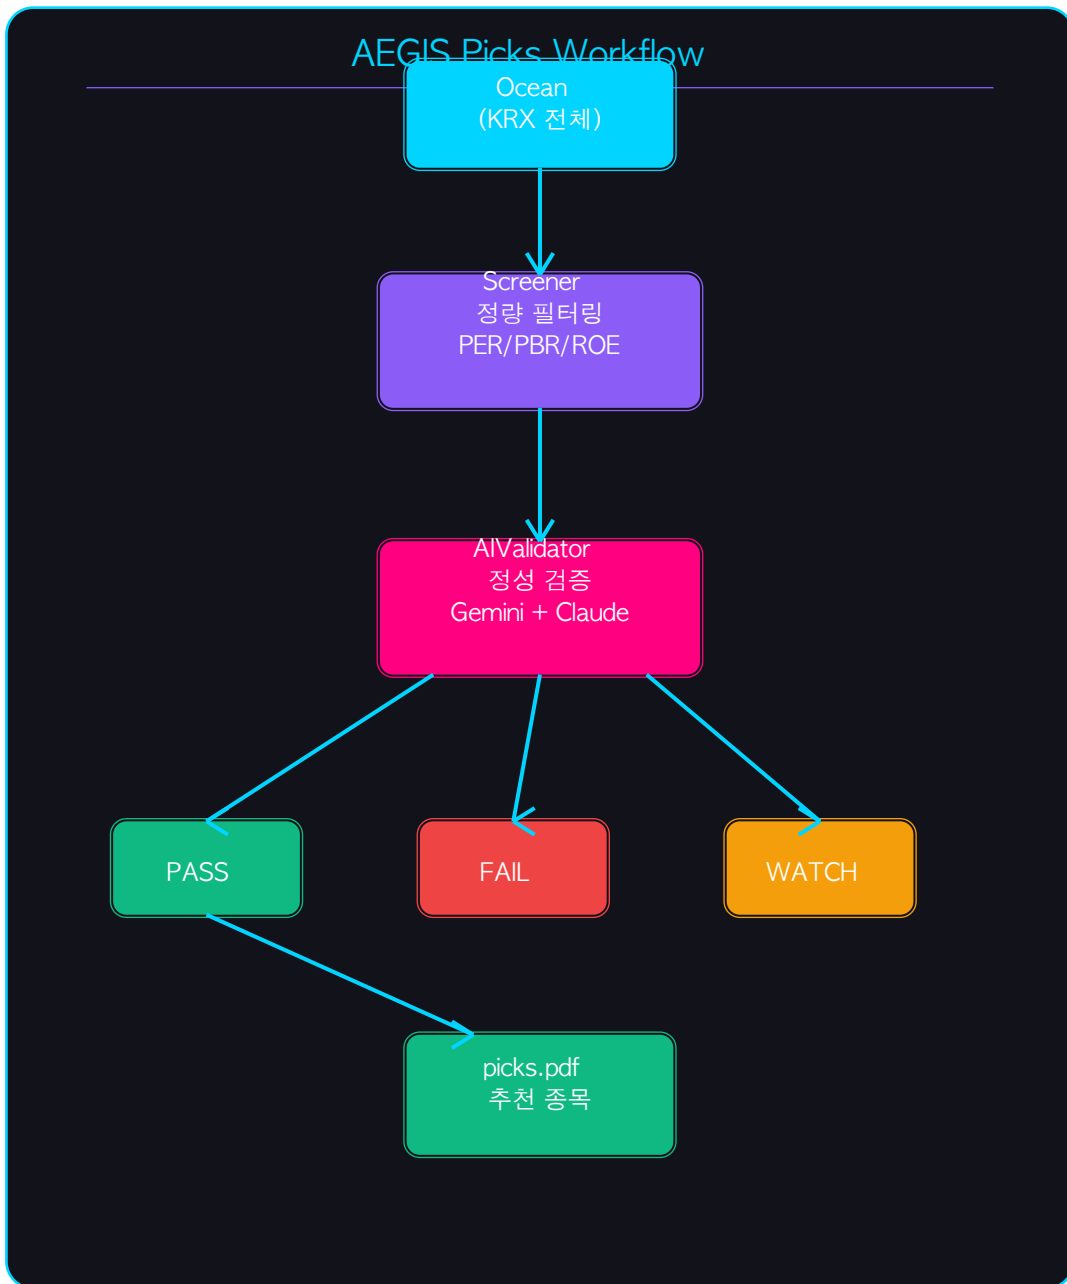 AEGIS Picks Workflow
Ocean
(KRX 전체)
Screener
정량 필터링
PER/PBR/ROE
AIValidator
정성 검증
Gemini + Claude
PASS
FAIL
WATCH
picks.pdf
추천 종목